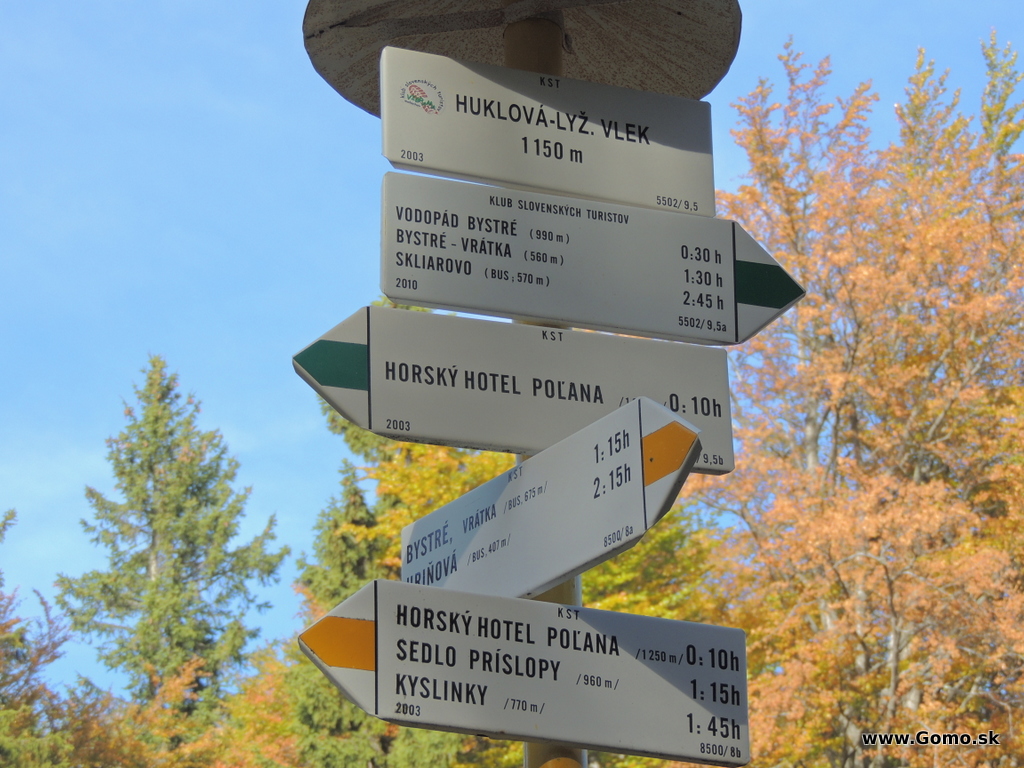 KST
HUKLOVÁ-LYŽ. VLEK
1150 m
2003
5502/9,5
KLUB SLOVENSKÝCH TURISTOV
VODOPÁD BYSTRÉ (990 m) 0:30 h
BYSTRÉ - VRÁTKA (560 m) 1:30 h
SKLIAROVO (BUS ; 570 m) 2:45 h
2010
5502/9,5a
KST
HORSKÝ HOTEL POĽANA 0:10h
2003
9,5b
KST
BYSTRÉ, VRÁTKA /BUS. 675 m/ 1:15h
/BUS. 407 m/ 2:15h
8500/8a
KST
HORSKÝ HOTEL POĽANA /1250 m/ 0:10h
SEDLO PRÍSLOPY /960 m/ 1:15h
KYSLINKY /770 m/ 1:45h
2003
8500/8b
www.Gomo.sk